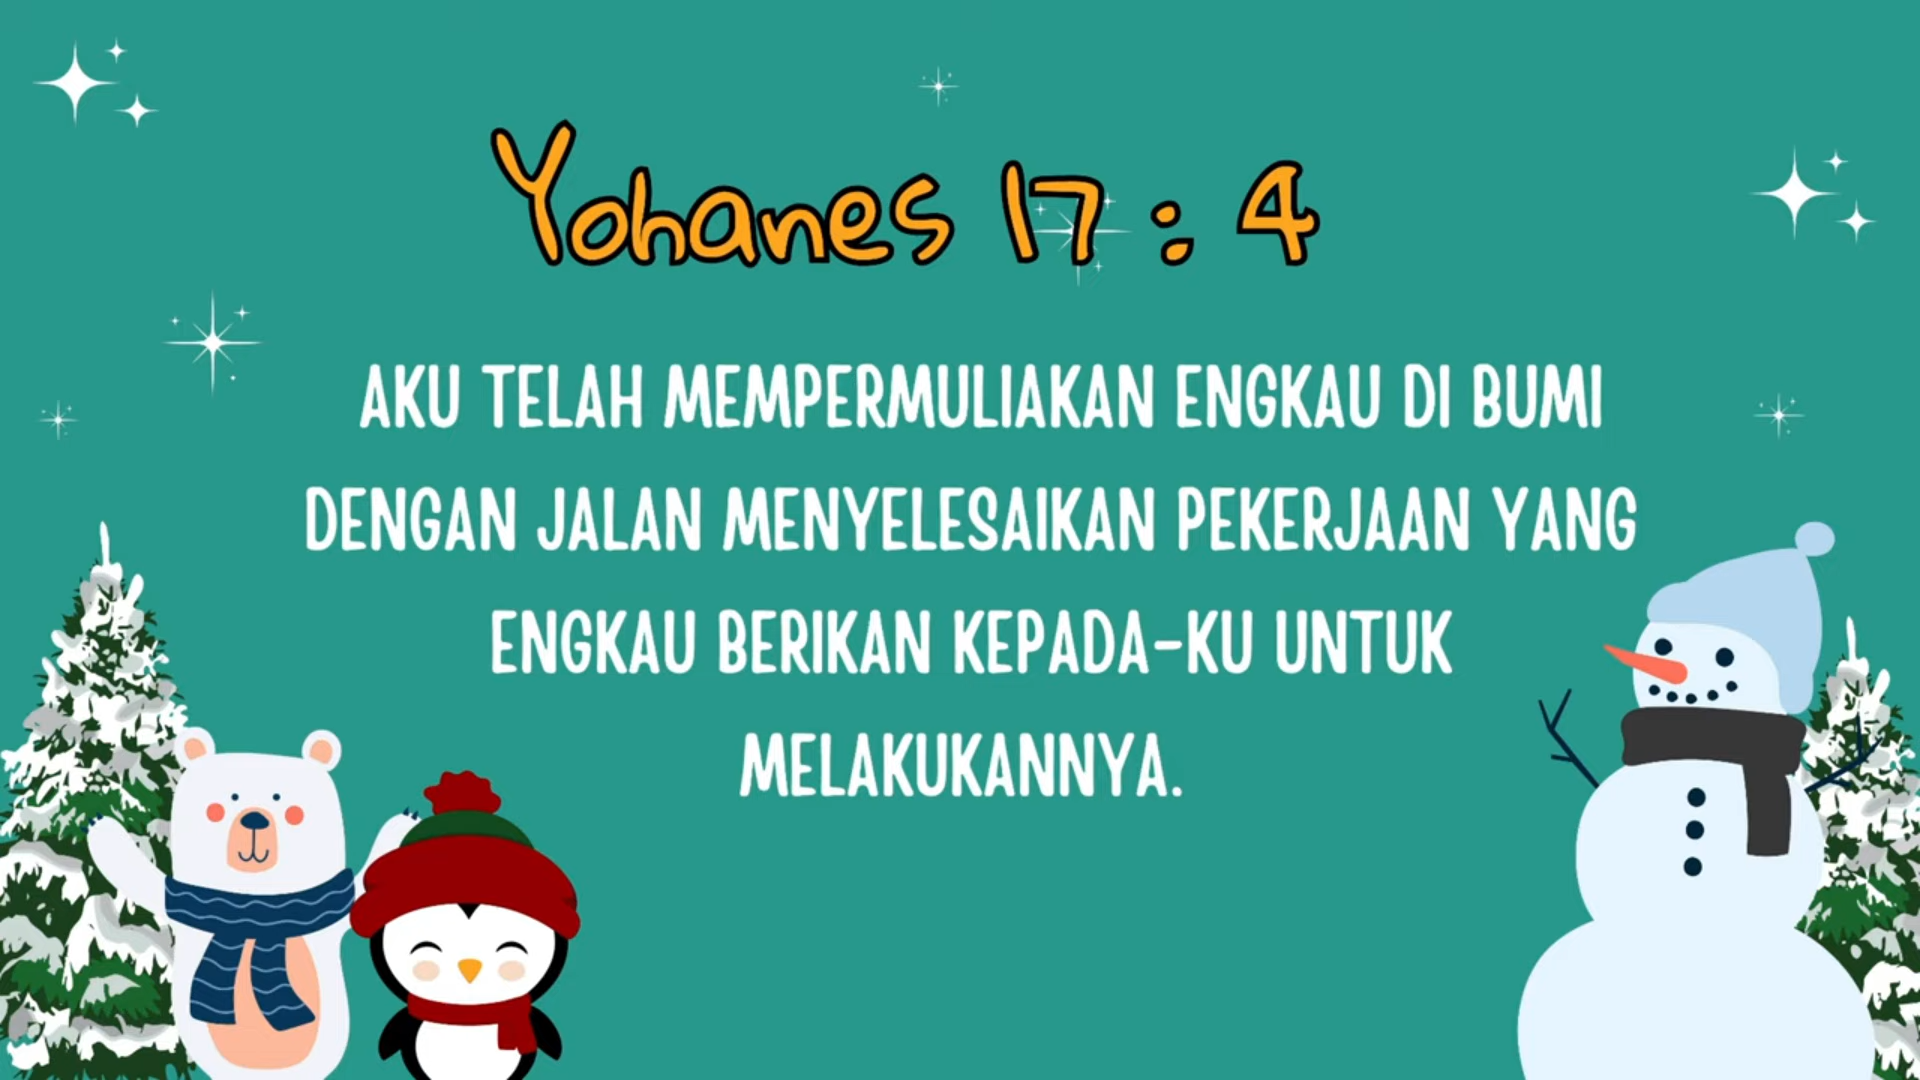 Yohanes 17 : 4
AKU TELAH MEMPERMULIAKAN ENGKAU DI BUMI
DENGAN JALAN MENYELESAIKAN PEKERJAAN YANG
ENGKAU BERIKAN KEPADA-KU UNTUK
MELAKUKANNYA.